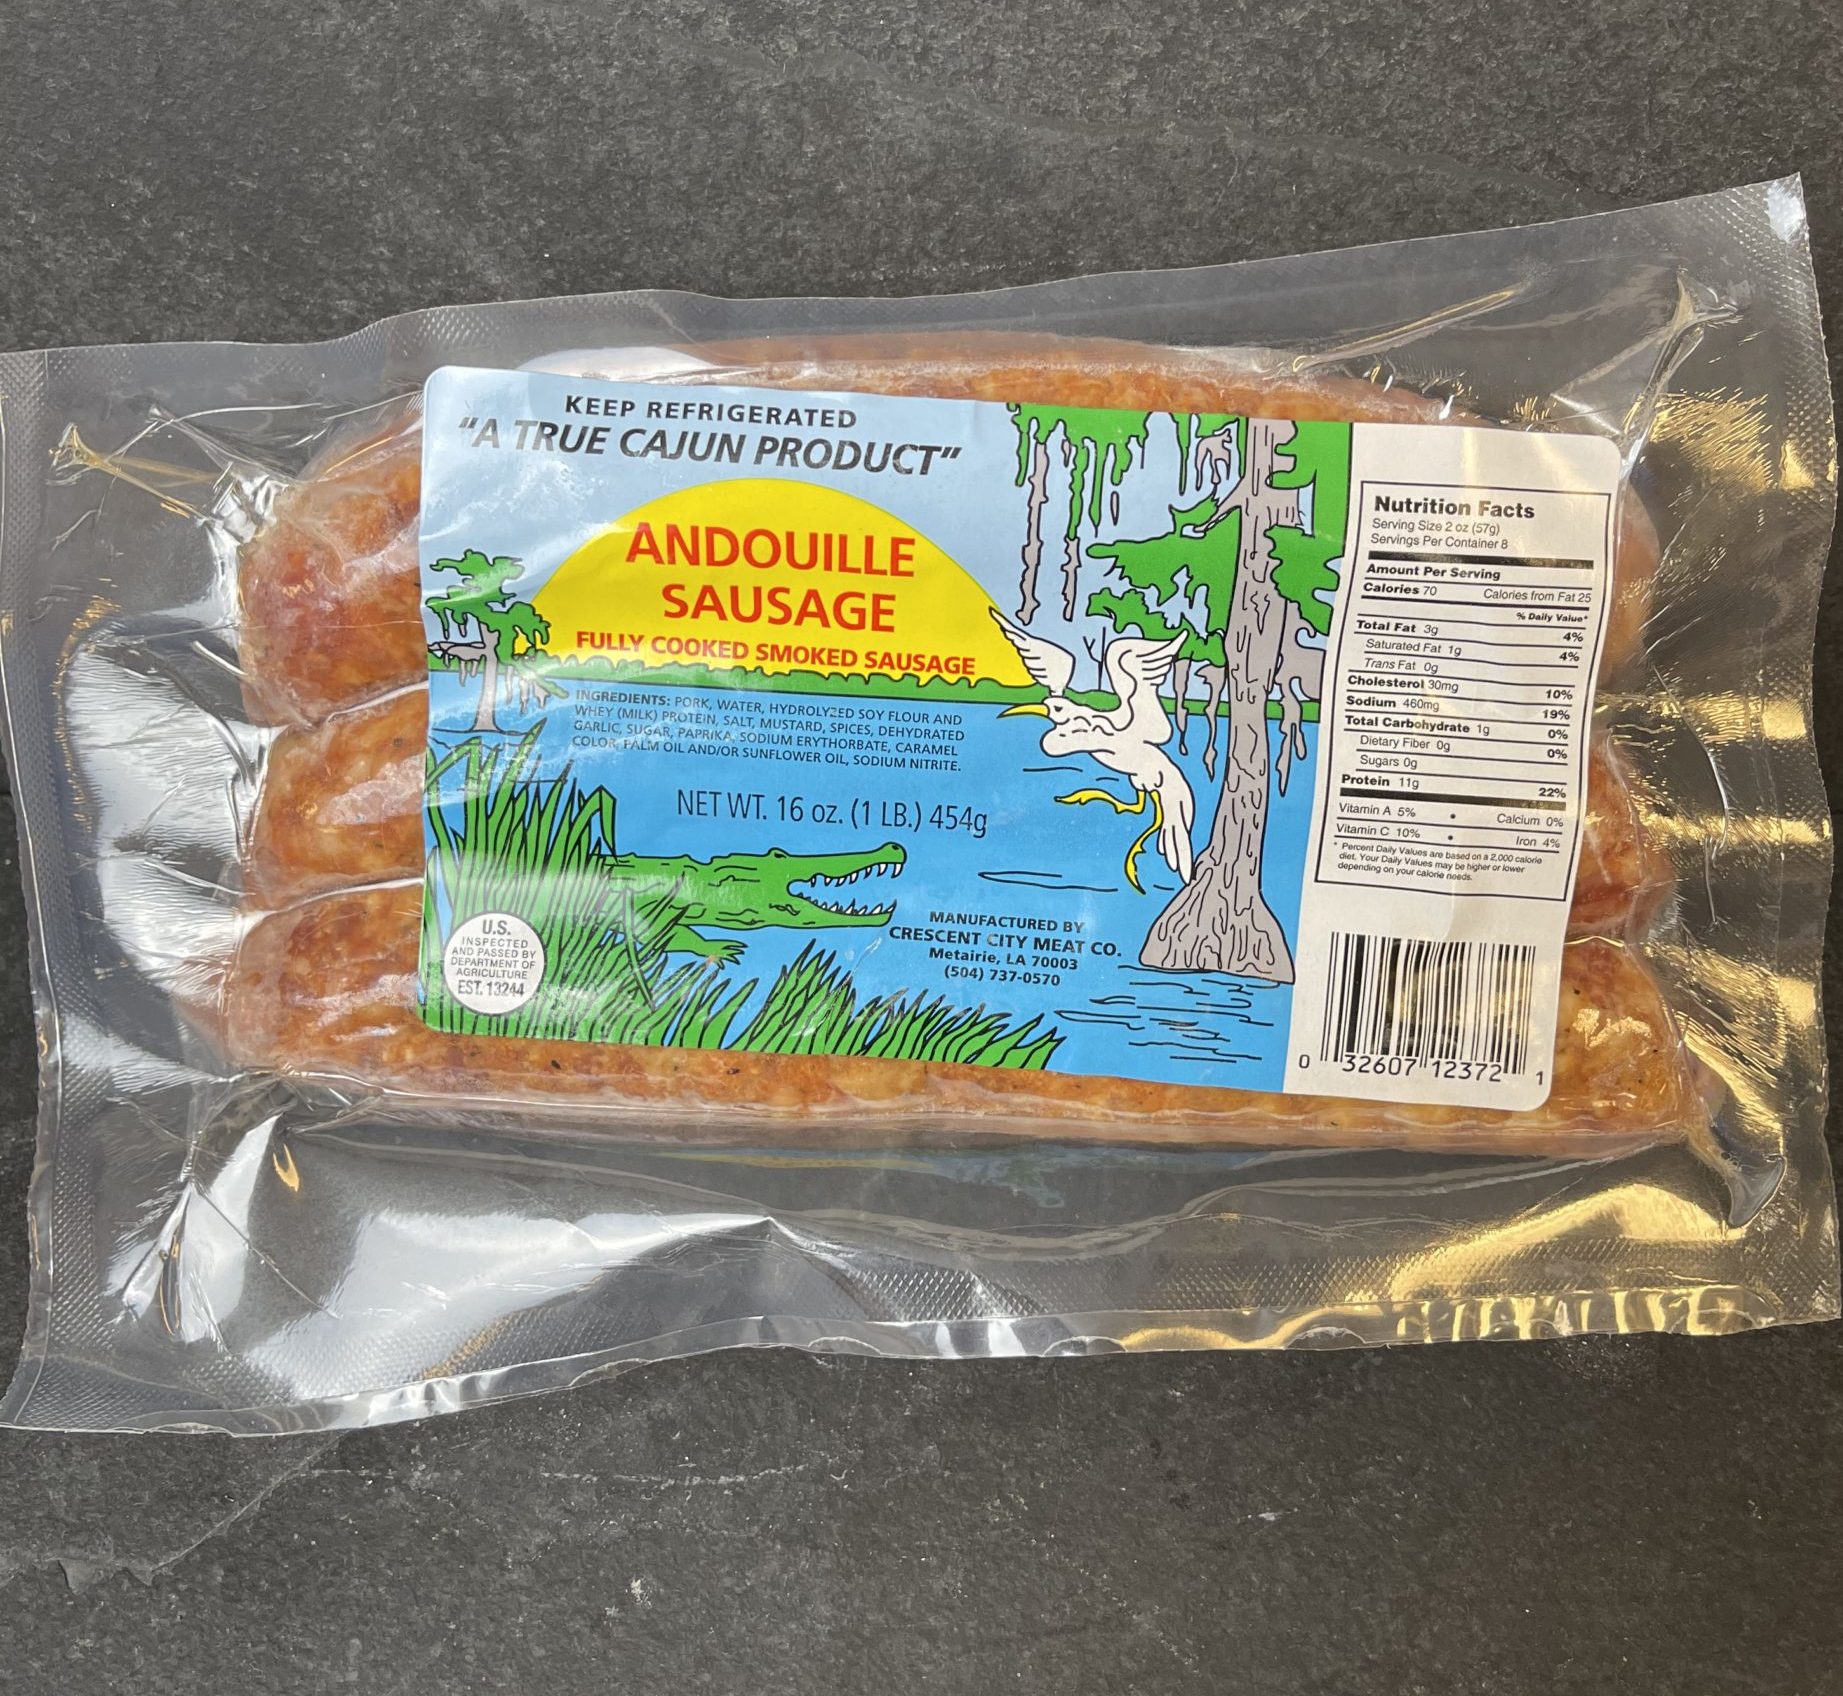 KEEP REFRIGERATED
"A TRUE CAJUN PRODUCT"
ANDOUILLE
SAUSAGE
FULLY COOKED SMOKED SAUSAGE
INGREDIENTS: PORK, WATER, HYDROLYZED SOY FLOUR AND
WHEY (MILK) PROTEIN, SALT, MUSTARD, SPICES, DEHYDRATED
GARLIC, SUGAR, PAPRIKA, SODIUM ERYTHORBATE, CARAMEL
COLOR, PALM OIL AND/OR SUNFLOWER OIL, SODIUM NITRITE.
NET WT. 16 oz. (1 LB.) 454g
U.S.
INSPECTED
AND PASSED BY
DEPARTMENT OF
AGRICULTURE
EST. 13244
MANUFACTURED BY
CRESCENT CITY MEAT CO.
Metairie, LA 70003
(504) 737-0570
Nutrition Facts
Serving Size 2 oz (57g)
Servings Per Container 8
Amount Per Serving
Calories 70 Calories from Fat 25
% Daily Value*
Total Fat 3g 4%
Saturated Fat 1g 4%
Trans Fat 0g
Cholesterol 30mg 10%
Sodium 460mg 19%
Total Carbohydrate 1g 0%
Dietary Fiber 0g 0%
Sugars 0g
Protein 11g 22%
Vitamin A 5% • Calcium 0%
Vitamin C 10% • Iron 4%
* Percent Daily Values are based on a 2,000 calorie
diet. Your Daily Values may be higher or lower
depending on your calorie needs.
0 32607 12372 1